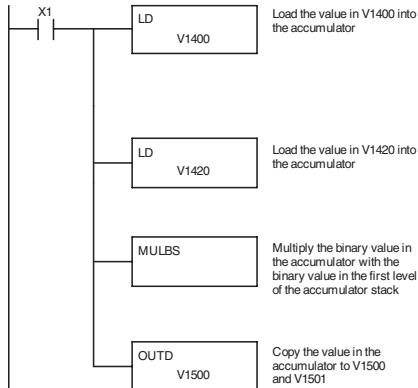 X1
LD
V1400
Load the value in V1400 into
the accumulator
LD
V1420
Load the value in V1420 into
the accumulator
MULBS
Multiply the binary value in
the accumulator with the
binary value in the first level
of the accumulator stack
OUTD
V1500
Copy the value in the
accumulator to V1500
and V1501